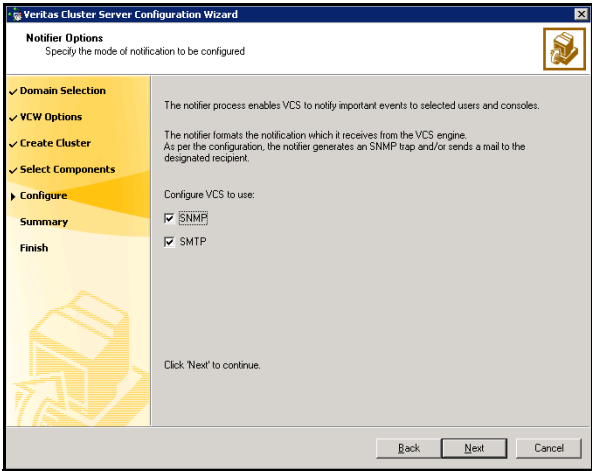 Veritas Cluster Server Configuration Wizard
Notifier Options
Specify the mode of notification to be configured
Domain Selection
VCW Options
Create Cluster
Select Components
Configure
Summary
Finish
The notifier process enables VCS to notify important events to selected users and consoles.
The notifier formats the notification which it receives from the VCS engine.
As per the configuration, the notifier generates an SNMP trap and/or sends a mail to the
designated recipient.
Configure VCS to use:
SNMP
SMTP
Click 'Next' to continue.
Back Next Cancel